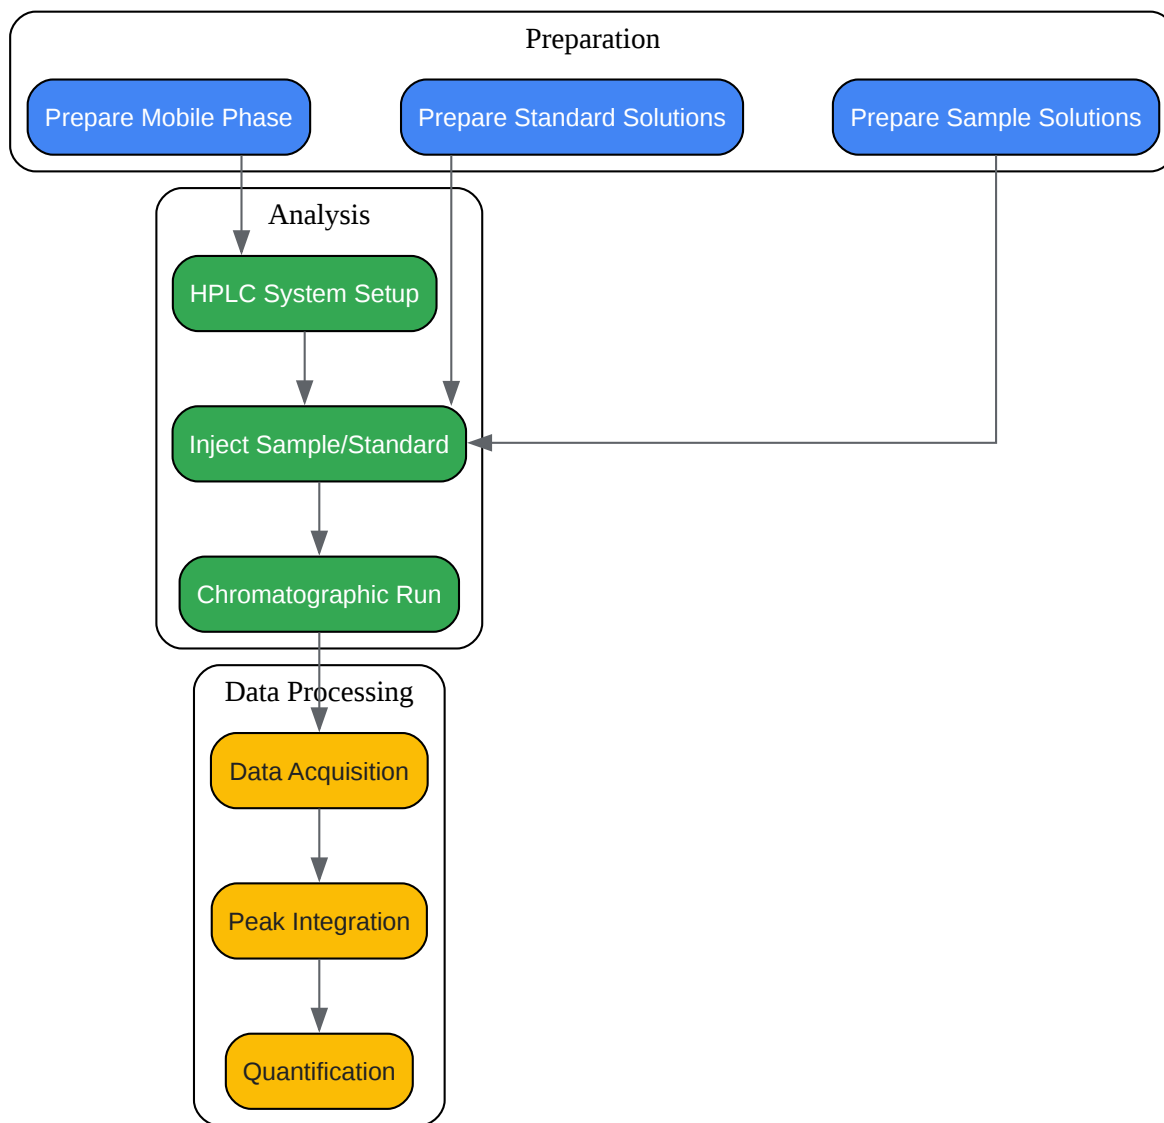 Preparation
Prepare Mobile Phase
Prepare Standard Solutions
Prepare Sample Solutions
Analysis
HPLC System Setup
Inject Sample/Standard
Chromatographic Run
Data Processing
Data Acquisition
Peak Integration
Quantification